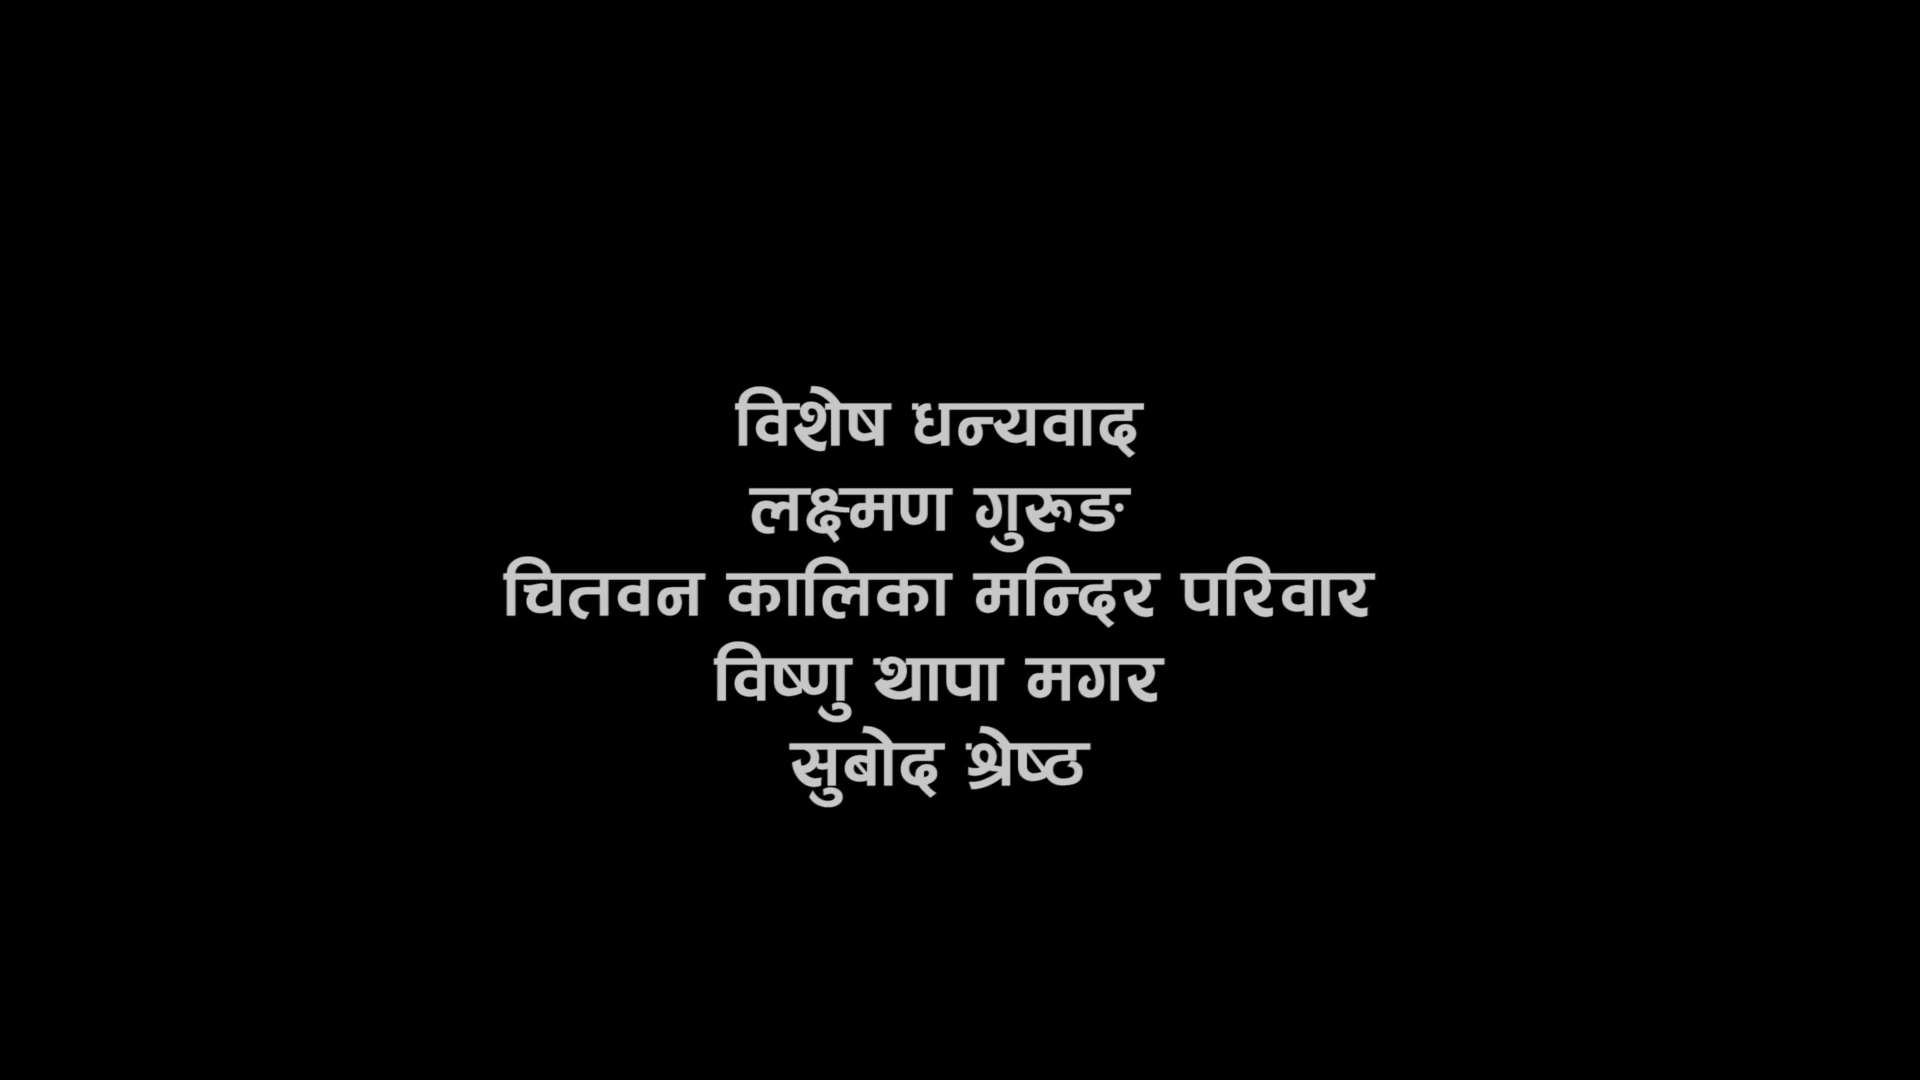 विशेष धन्यवाद
लक्ष्मण गुरूङ
चितवन कालिका मन्दिर परिवार
विष्णु थापा मगर
सुबोद श्रेष्ठ